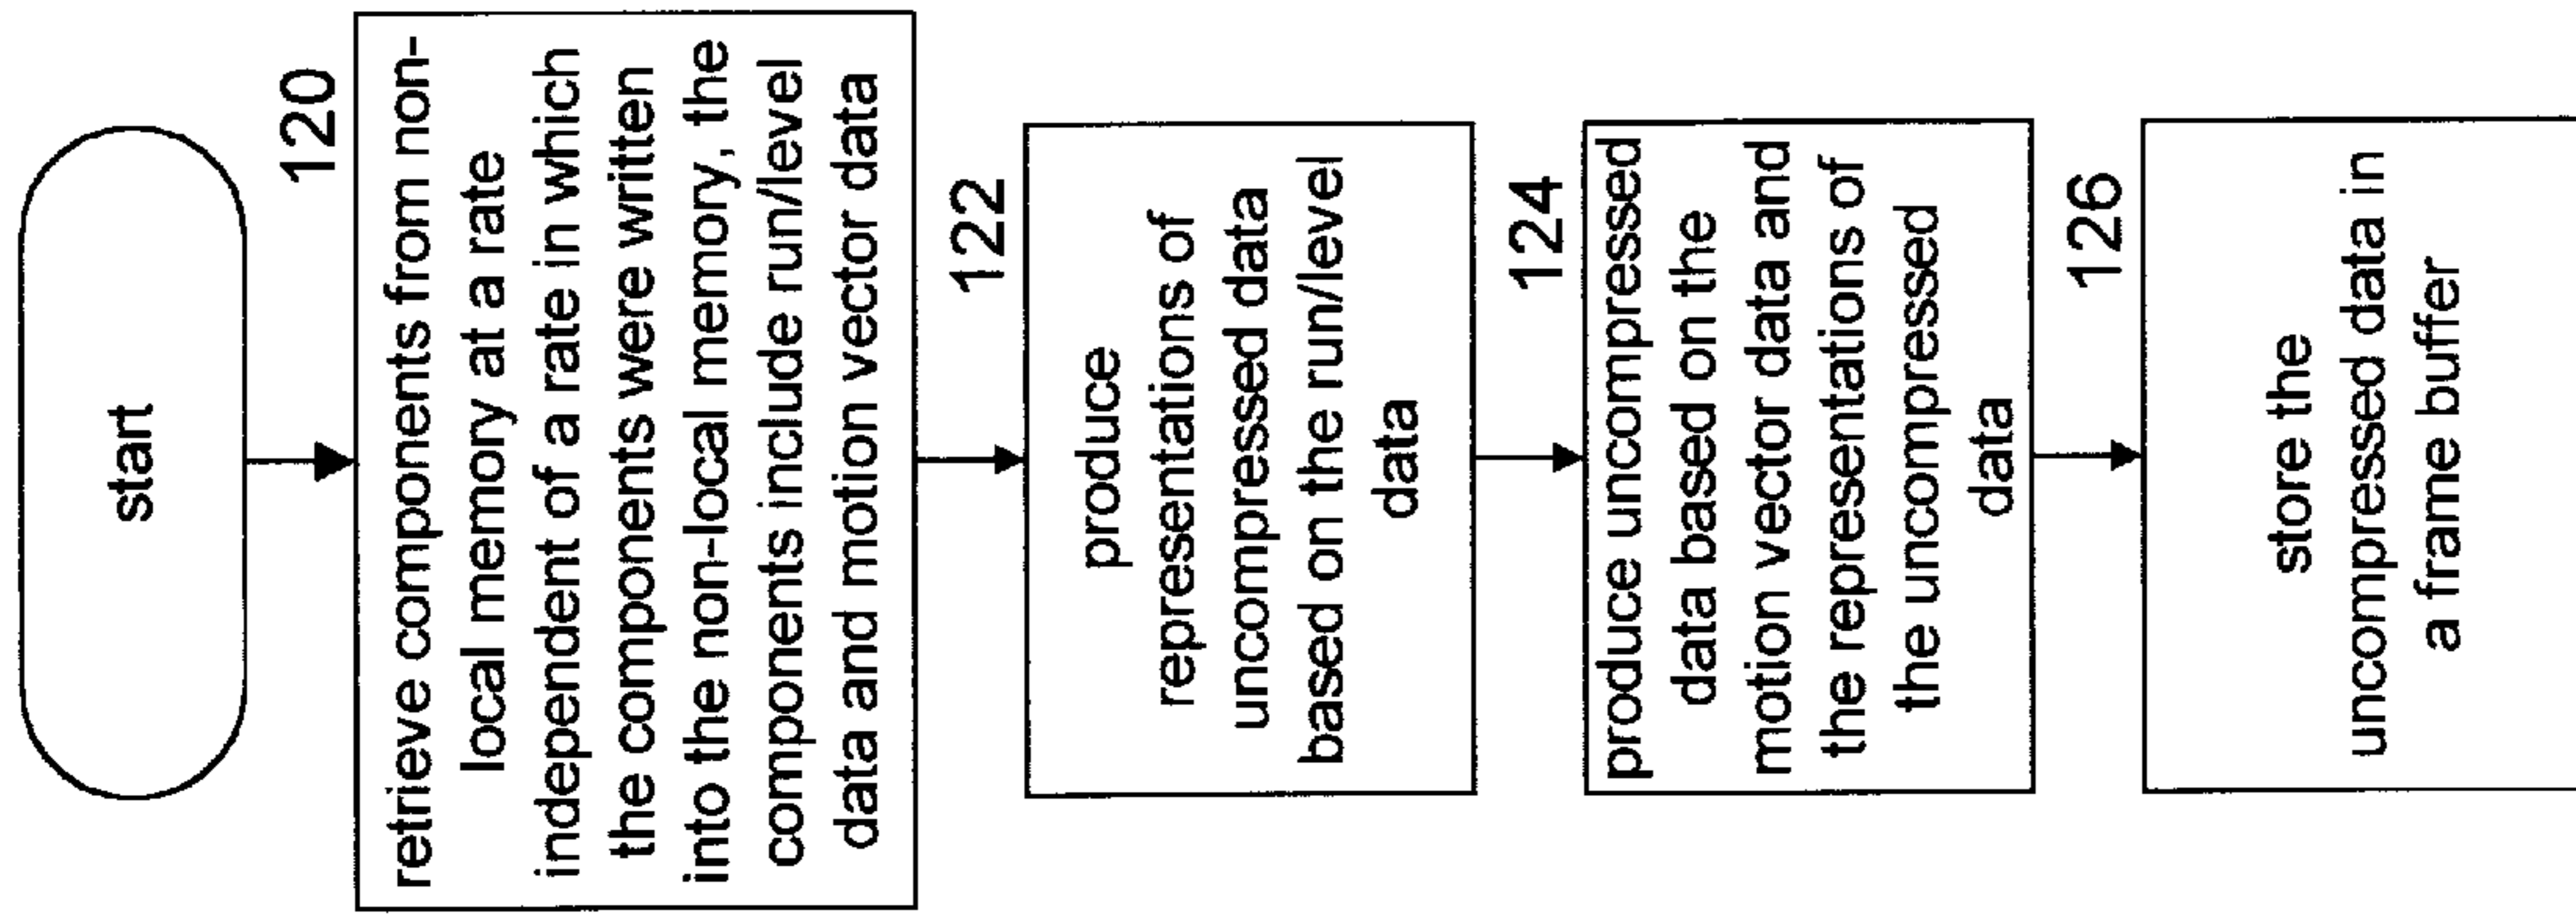 start
120
retrieve components from non-
local memory at a rate
independent of a rate in which
the components were written
into the non-local memory, the
components include run/level
data and motion vector data
122
produce
representations of
uncompressed data
based on the run/level
data
124
produce uncompressed
data based on the
motion vector data and
the representations of
the uncompressed
data
126
store the
uncompressed data in
a frame buffer